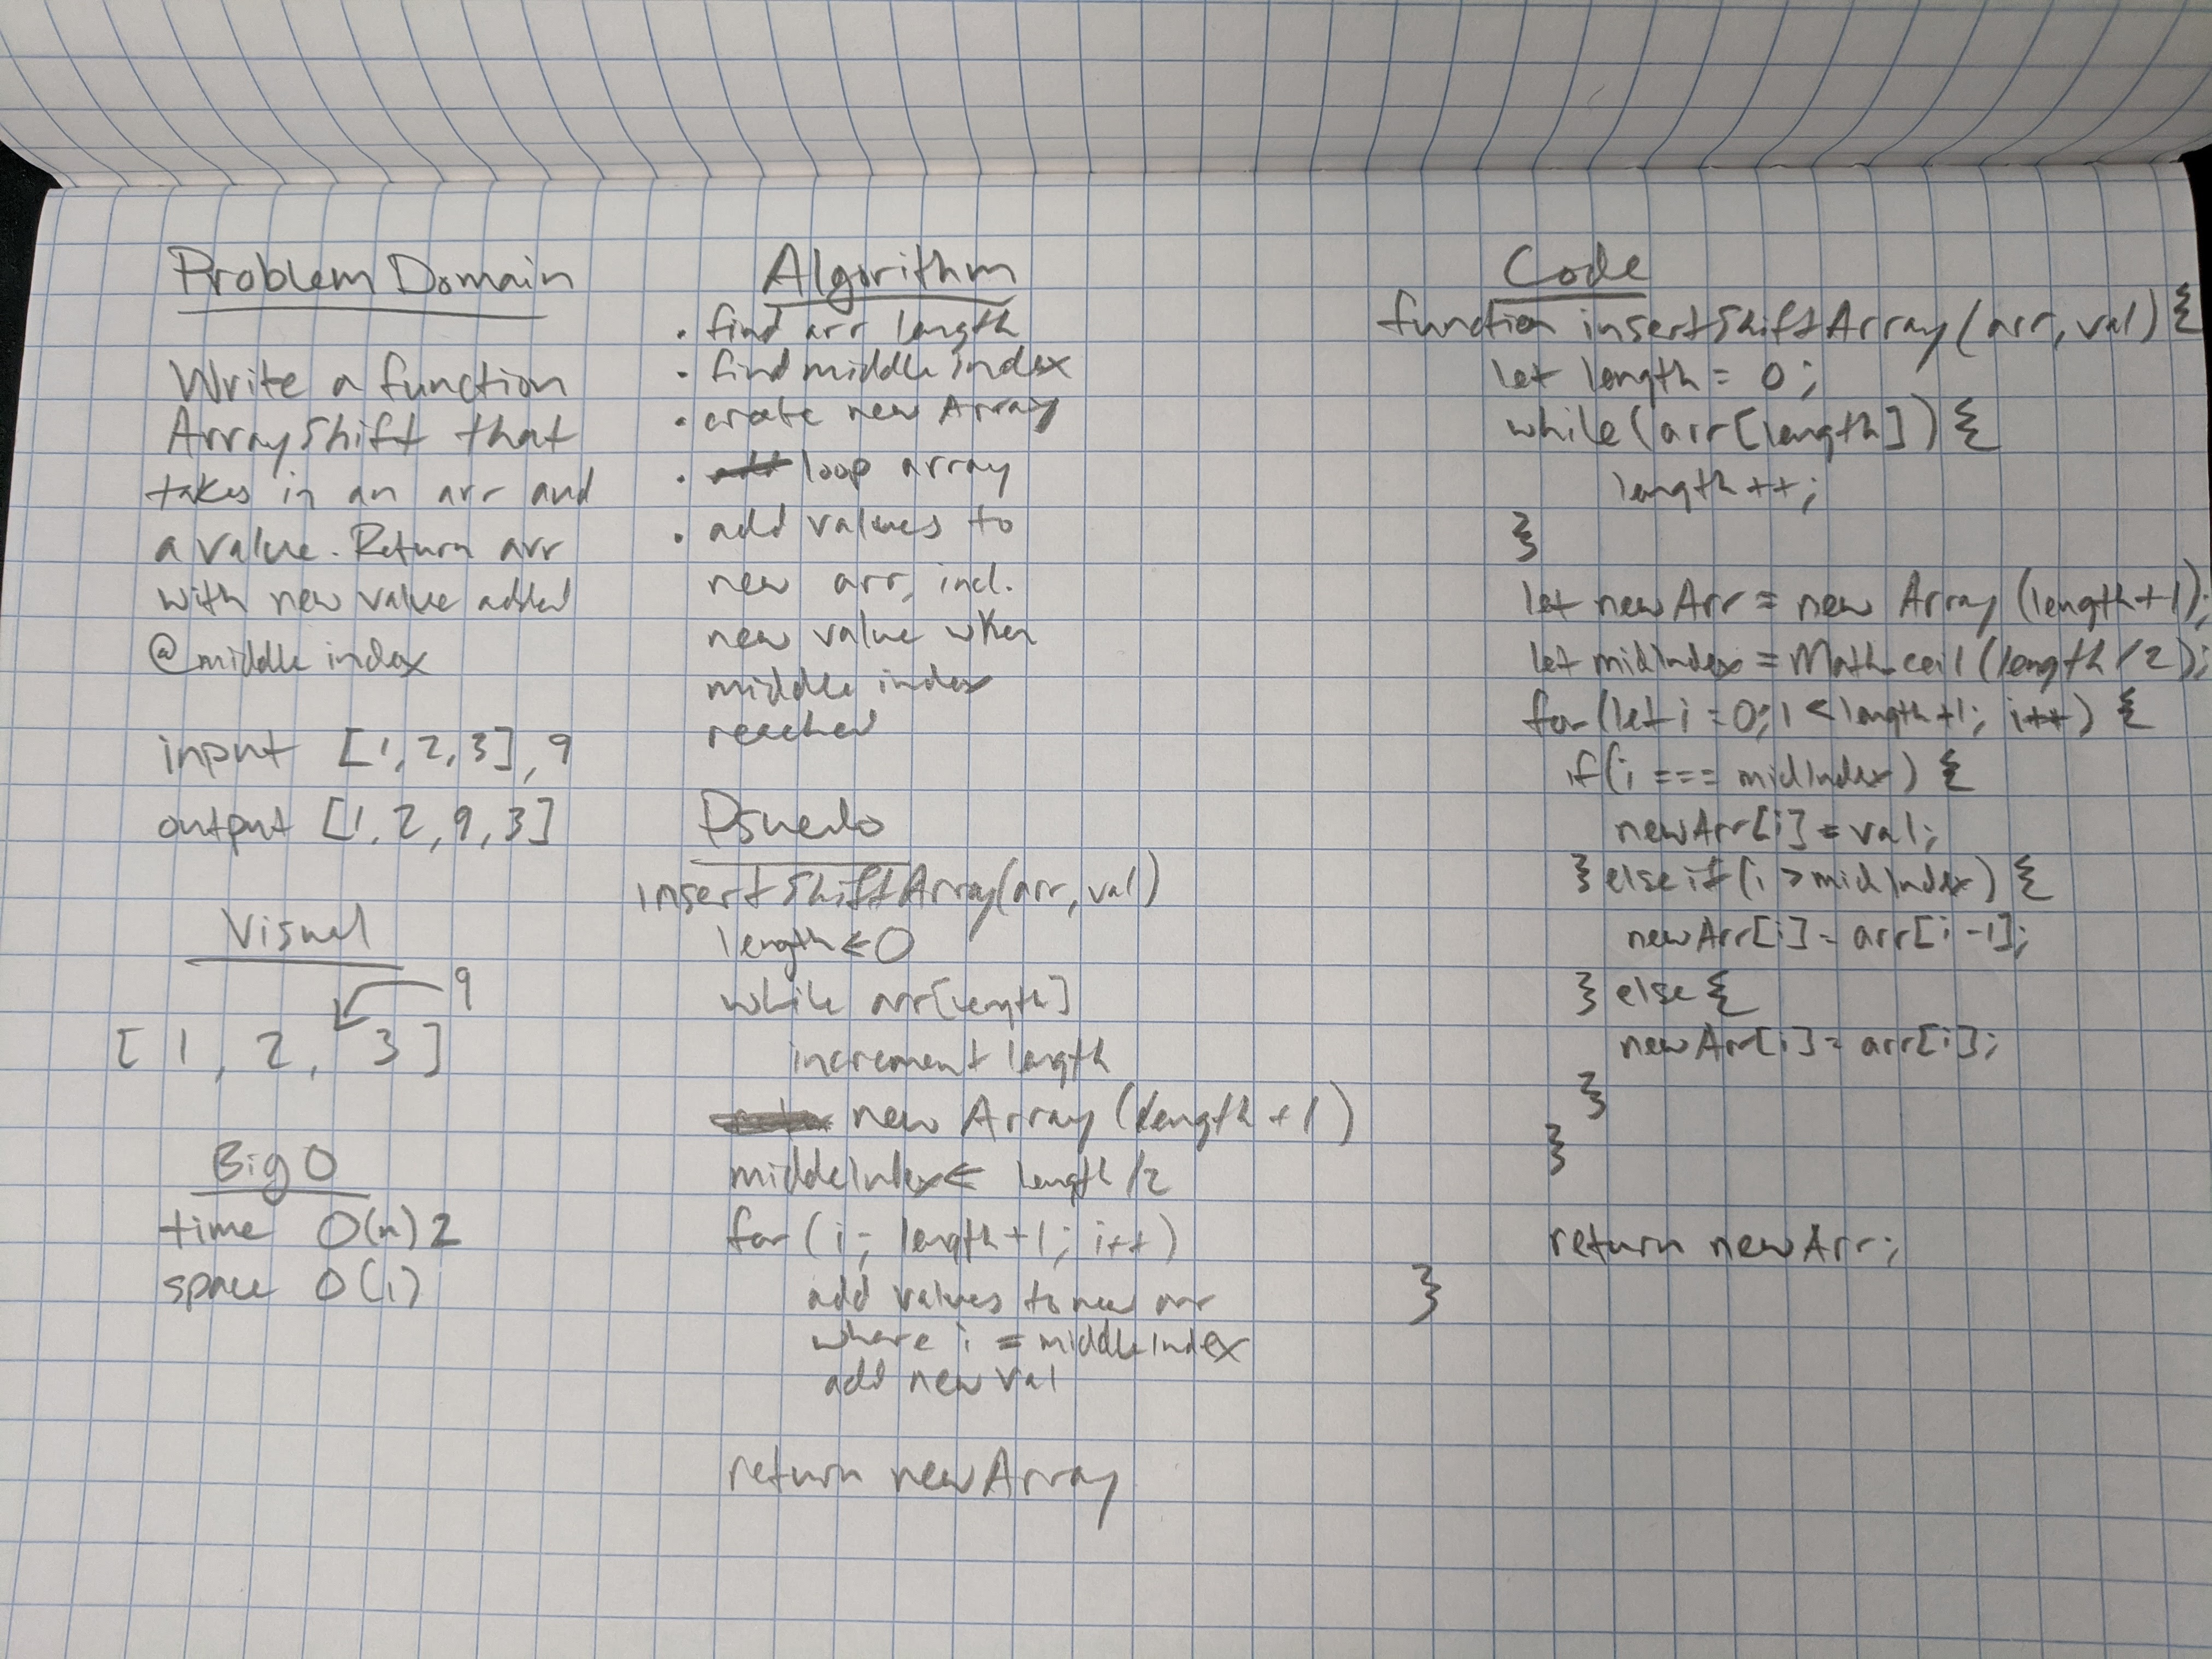 Problem Domain
Write a function
ArrayShift that
takes in an arr and
a value. Return arr
with new value added
@ middle index
input [1,2,3], 9
output [1,2,9,3]
Visual
9
[ 1 , 2, 3 ]
Big O
time O(n)2
space O(1)
Algorithm
· find arr length
· find middle index
· create new Array
· loop array
· add values to
new arr, incl.
new value when
middle index
reached
Psuedo
insertShiftArray(arr, val)
length ← 0
while arr[length]
increment length
new Array (length + 1)
middeIndex ← length /2
for (i; length+1; i++)
add values to new arr
where i = middleIndex
add new val
return newArray
Code
function insertShiftArray(arr, val) {
let length = 0;
while (arr[length]) {
length ++;
}
let newArr = new Array (length+1);
let midIndex = Math.ceil (length /2);
for (let i = 0; i < length+1; i++) {
if (i === midIndex) {
newArr[i] = val;
} else if (i > midIndex) {
newArr[i] = arr[i-1];
} else {
newArr[i] = arr[i];
}
}
return newArr;
}